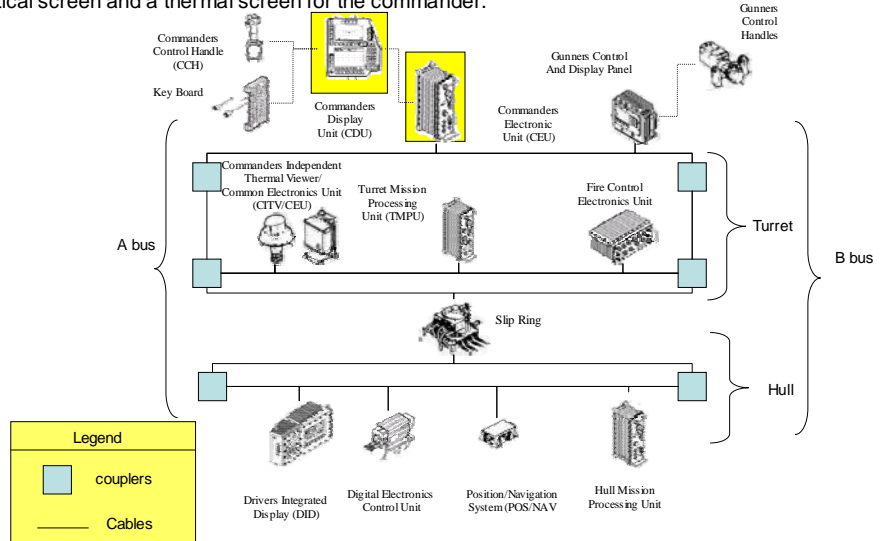 tical screen and a thermal screen for the commander.
Commanders
Control Handle
(CCH)
Key Board
Commanders
Display
Unit (CDU)
Commanders
Electronic
Unit (CEU)
Gunners Control
And Display Panel
Gunners
Control
Handles
Commanders Independent
Thermal Viewer/
Common Electronics Unit
(CITV/CEU)
Turret Mission
Processing
Unit (TMPU)
Fire Control
Electronics Unit
Turret
A bus
B bus
Slip Ring
Hull
Legend
couplers
Cables
Drivers Integrated
Display (DID)
Digital Electronics
Control Unit
Position/Navigation
System (POS/NAV
Hull Mission
Processing Unit